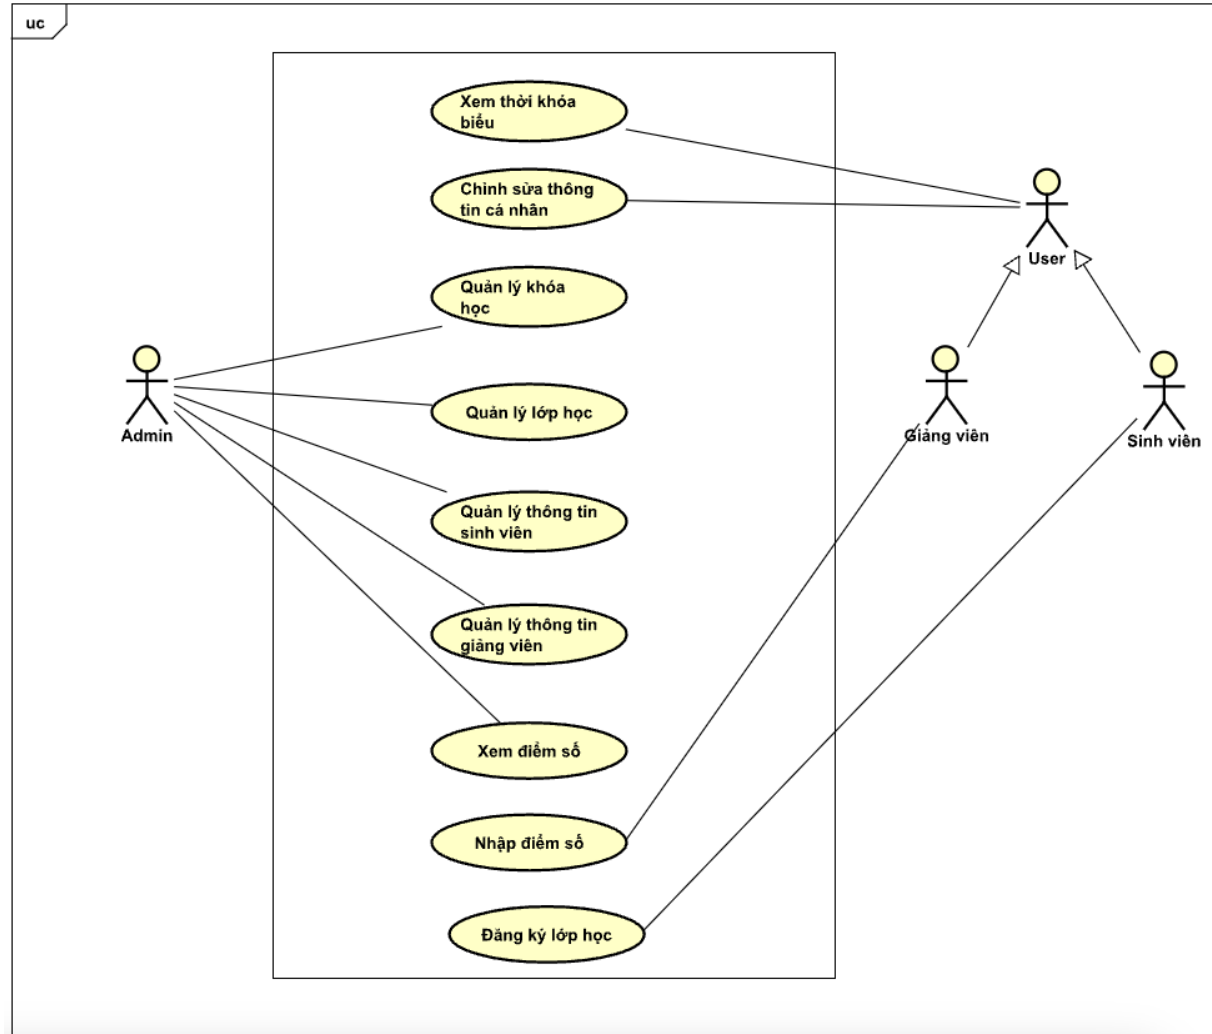 uc
Xem thời khóa
biểu
Chỉnh sửa thông
tin cá nhân
User
Quản lý khóa
học
Admin
Quản lý lớp học
Giảng viên
Sinh viên
Quản lý thông tin
sinh viên
Quản lý thông tin
giảng viên
Xem điểm số
Nhập điểm số
Đăng ký lớp học